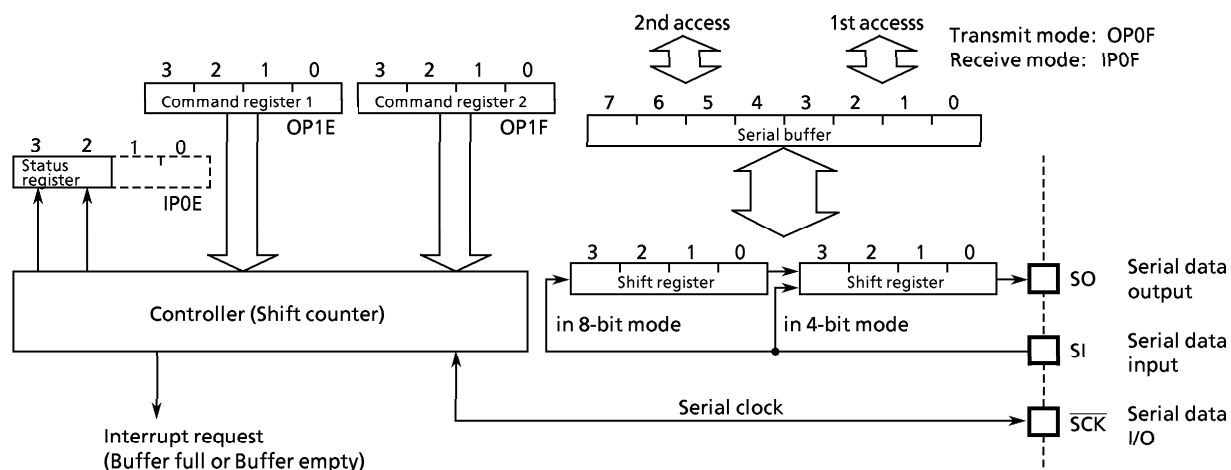 2nd access
1st accesss
Transmit mode: OP0F
Receive mode: IP0F
3 2 1 0
Command register 1
OP1E
3 2 1 0
Command register 2
OP1F
7 6 5 4 3 2 1 0
Serial buffer
3 2 1 0
Status
register
IP0E
Controller (Shift counter)
3 2 1 0
Shift register
3 2 1 0
Shift register
in 8-bit mode
in 4-bit mode
SO
Serial data
output
SI
Serial data
input
Serial clock
SCK
Serial data
I/O
Interrupt request
(Buffer full or Buffer empty)